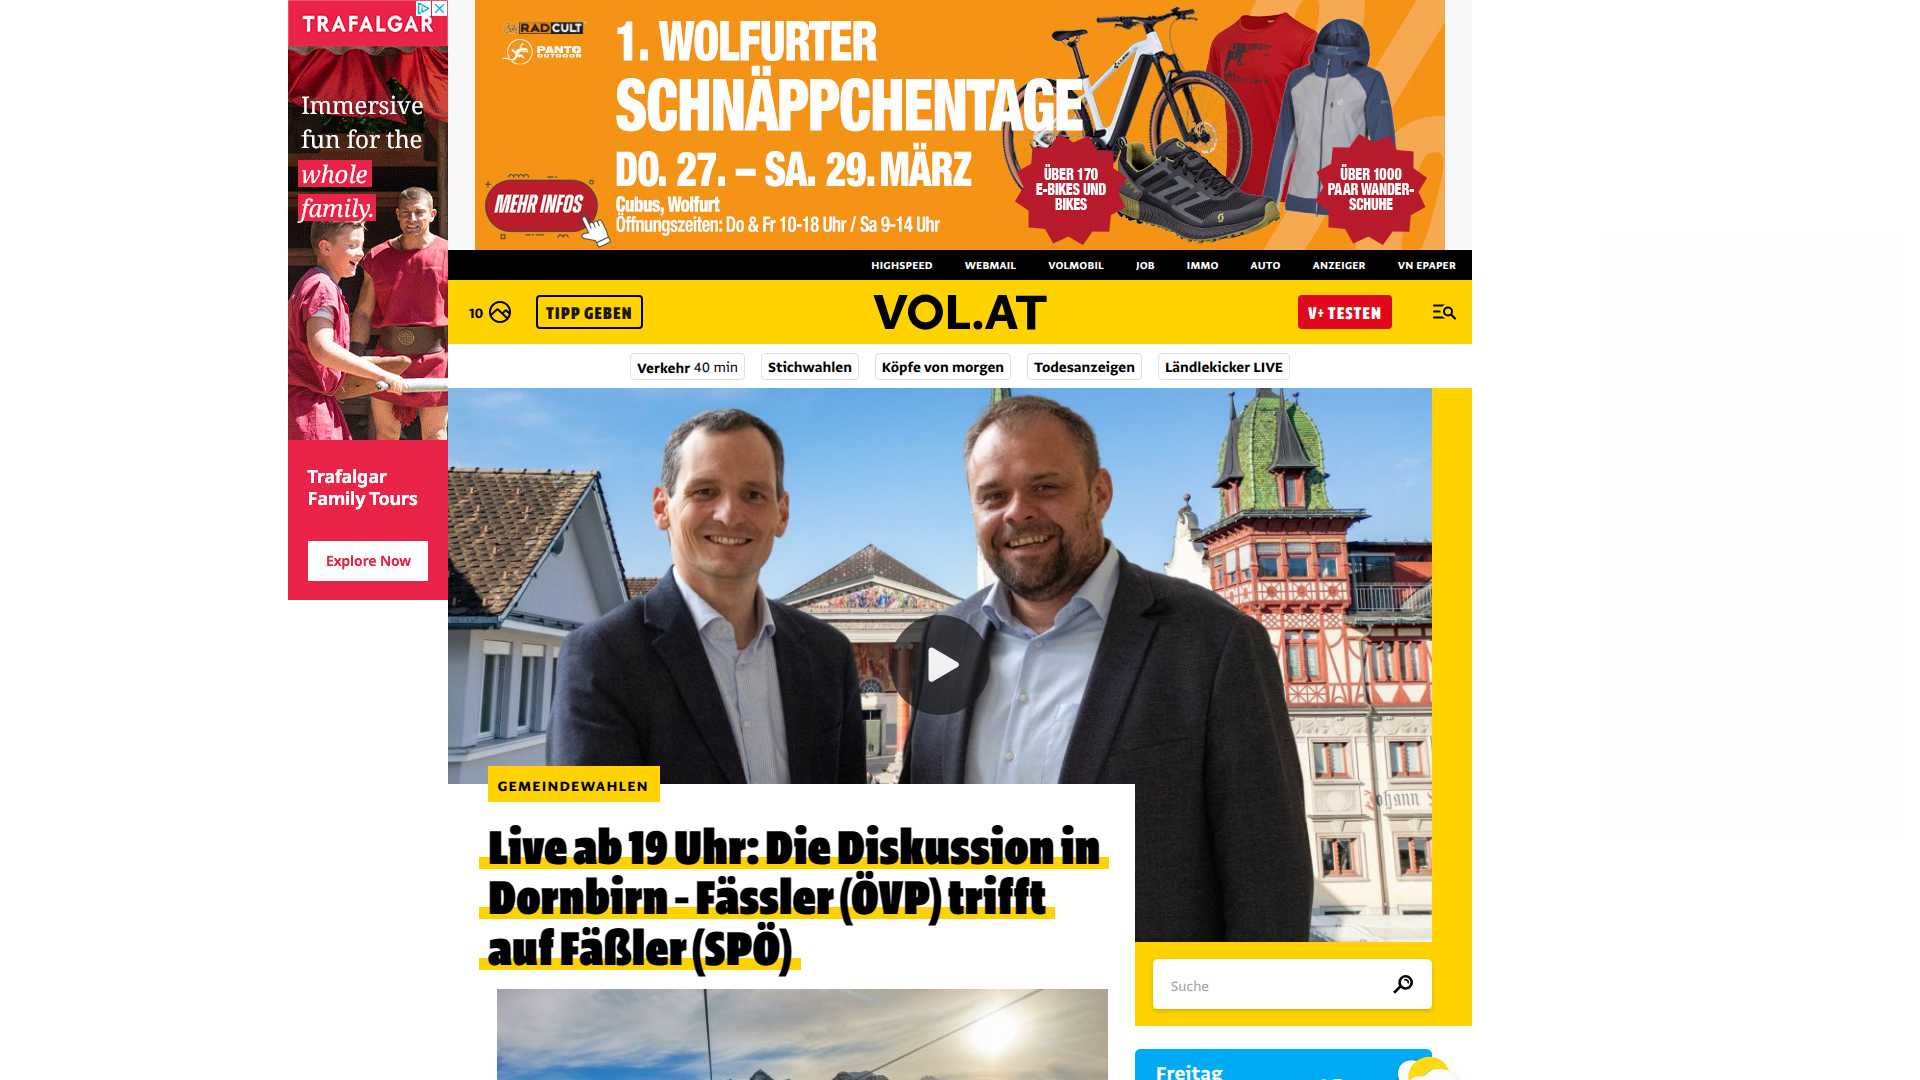 TRAFALGAR
Immersive
fun for the
whole
family.
Trafalgar
Family Tours
Explore Now
RADCULT
PANTO
OUTDOOR
1. WOLFURTER
SCHNÄPPCHENTAGE
DO. 27. – SA. 29. MÄRZ
MEHR INFOS
Cubus, Wolfurt
Öffnungszeiten: Do & Fr 10-18 Uhr / Sa 9-14 Uhr
ÜBER 170
E-BIKES UND
BIKES
ÜBER 1000
PAAR WANDER-
SCHUHE
HIGHSPEED WEBMAIL VOLMOBIL JOB IMMO AUTO ANZEIGER VN EPAPER
10 TIPP GEBEN VOL.AT V+ TESTEN
Verkehr 40 min Stichwahlen Köpfe von morgen Todesanzeigen Ländlekicker LIVE
GEMEINDEWAHLEN
Live ab 19 Uhr: Die Diskussion in
Dornbirn - Fässler (ÖVP) trifft
auf Fäßler (SPÖ)
Suche
Freitag